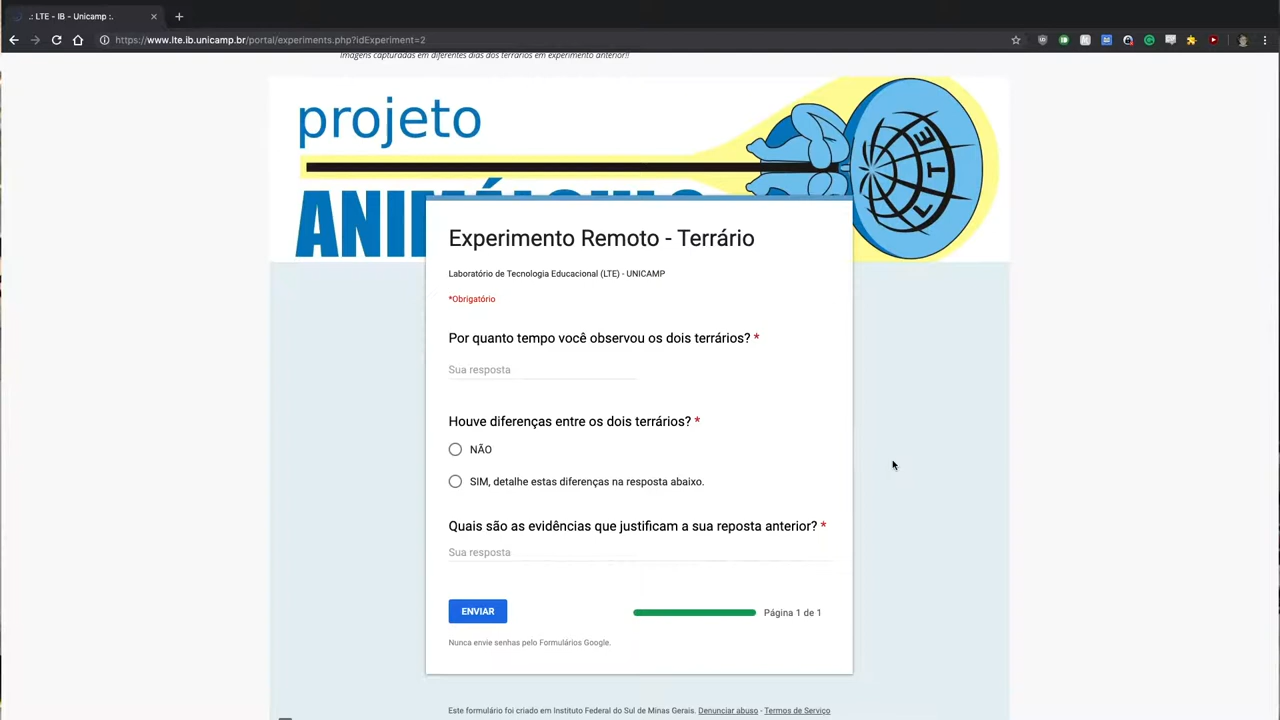 .: LTE - IB - Unicamp :.
https://www.lte.ib.unicamp.br/portal/experiments.php?idExperiment=2
Imagens capturadas em diferentes dias dos terrários em experimento anterior!!
projeto
LTE
Experimento Remoto - Terrário
Laboratório de Tecnologia Educacional (LTE) - UNICAMP
*Obrigatório
Por quanto tempo você observou os dois terrários? *
Sua resposta
Houve diferenças entre os dois terrários? *
NÃO
SIM, detalhe estas diferenças na resposta abaixo.
Quais são as evidências que justificam a sua reposta anterior? *
Sua resposta
ENVIAR
Página 1 de 1
Nunca envie senhas pelo Formulários Google.
Este formulário foi criado em Instituto Federal do Sul de Minas Gerais. Denunciar abuso - Termos de Serviço